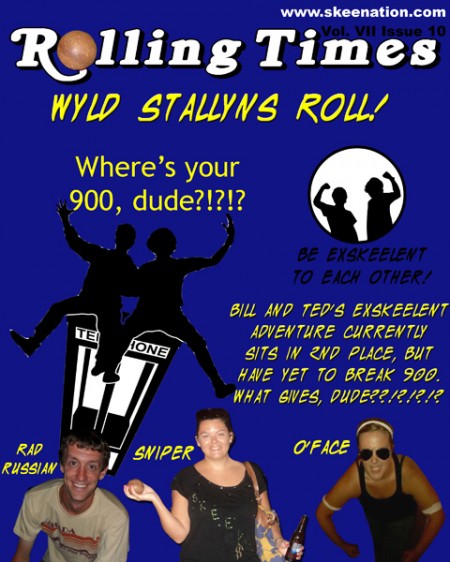 www.skeenation.com
Vol. VII Issue 10
Rolling Times
WYLD STALLYNS ROLL!
Where's your
900, dude?!?!?
BE EXSKEELENT
TO EACH OTHER!
TELEPHONE
BILL AND TED'S EXSKEELENT
ADVENTURE CURRENTLY
SITS IN 2ND PLACE, BUT
HAVE YET TO BREAK 900.
WHAT GIVES, DUDE??!?!?!?
RAD
RUSSIAN
SNIPER
O'FACE